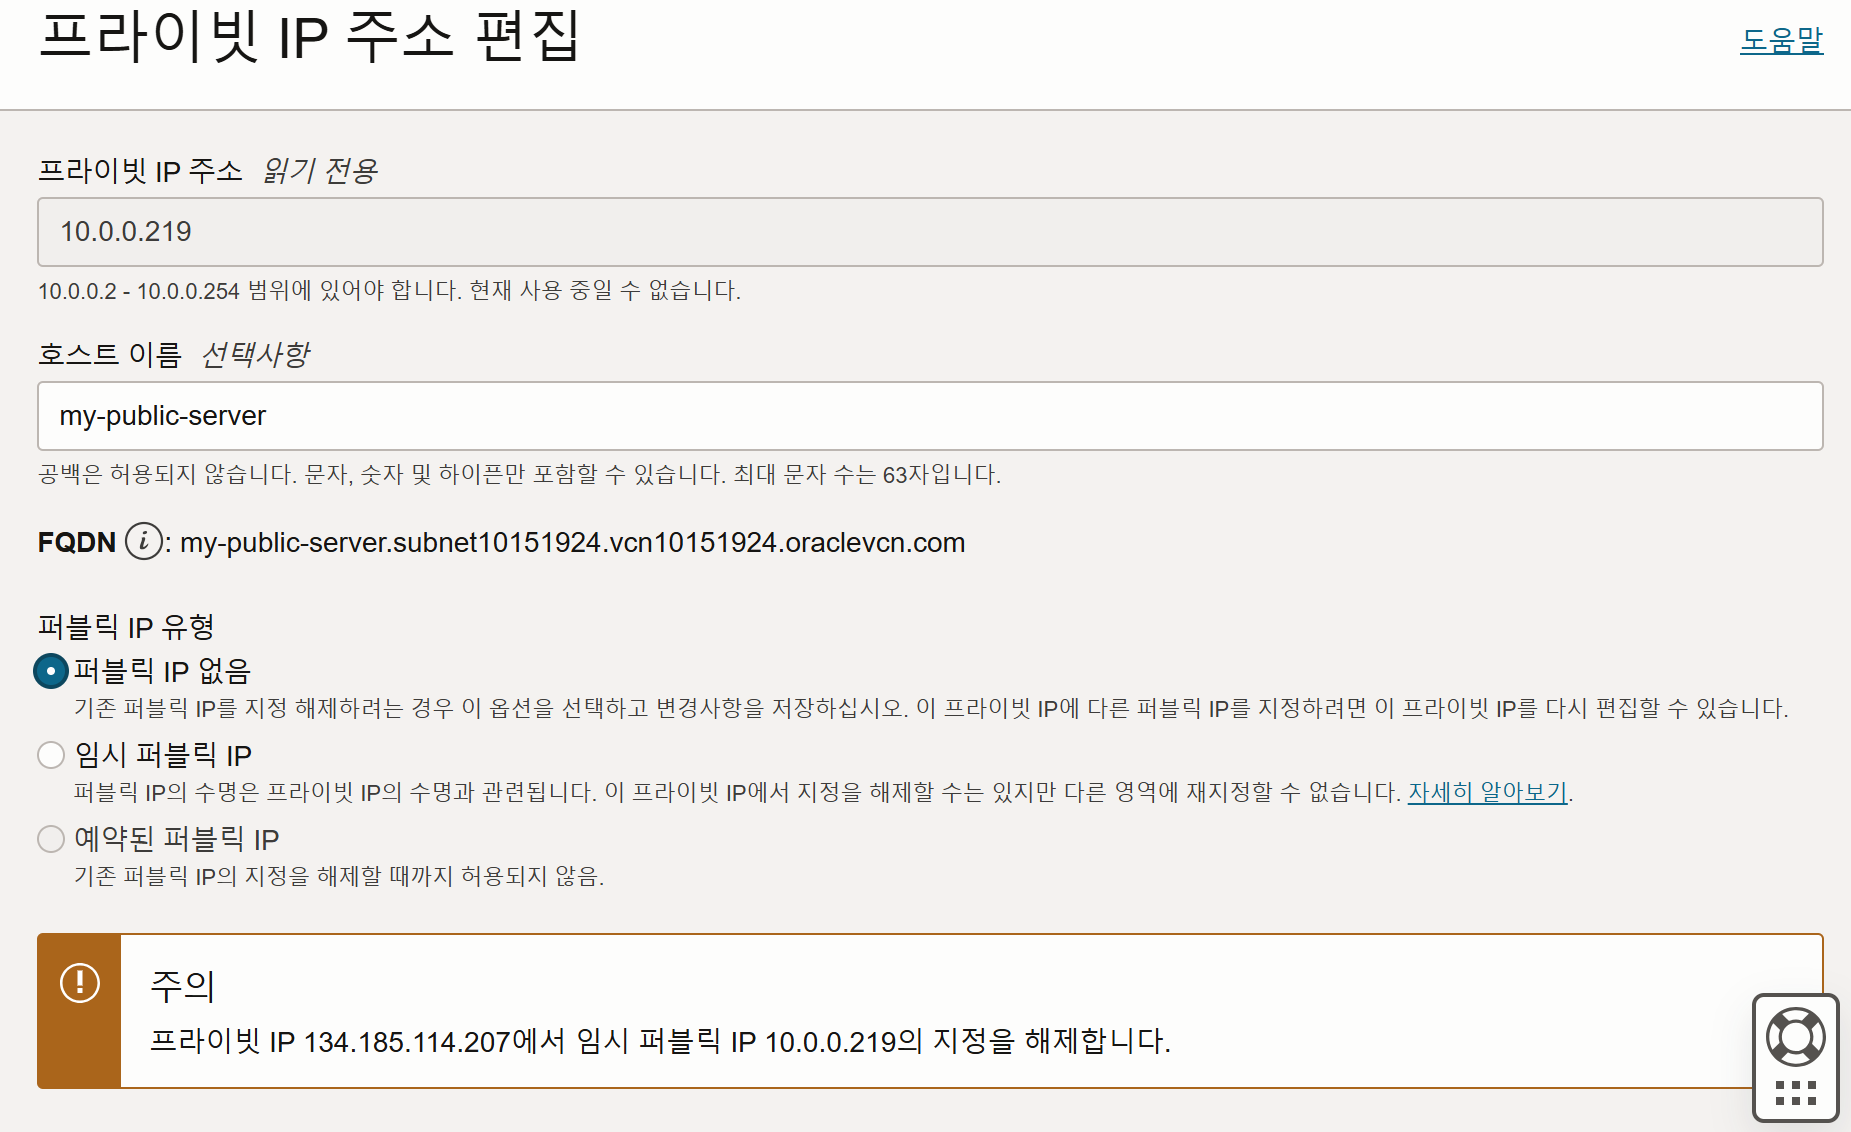 프라이빗 IP 주소 편집
도움말
프라이빗 IP 주소 읽기 전용
10.0.0.219
10.0.0.2 - 10.0.0.254 범위에 있어야 합니다. 현재 사용 중일 수 없습니다.
호스트 이름 선택사항
my-public-server
공백은 허용되지 않습니다. 문자, 숫자 및 하이픈만 포함할 수 있습니다. 최대 문자 수는 63자입니다.
FQDN i: my-public-server.subnet10151924.vcn10151924.oraclevcn.com
퍼블릭 IP 유형
퍼블릭 IP 없음
기존 퍼블릭 IP를 지정 해제하려는 경우 이 옵션을 선택하고 변경사항을 저장하십시오. 이 프라이빗 IP에 다른 퍼블릭 IP를 지정하려면 이 프라이빗 IP를 다시 편집할 수 있습니다.
임시 퍼블릭 IP
퍼블릭 IP의 수명은 프라이빗 IP의 수명과 관련됩니다. 이 프라이빗 IP에서 지정을 해제할 수는 있지만 다른 영역에 재지정할 수 없습니다. 자세히 알아보기.
예약된 퍼블릭 IP
기존 퍼블릭 IP의 지정을 해제할 때까지 허용되지 않음.
주의
프라이빗 IP 134.185.114.207에서 임시 퍼블릭 IP 10.0.0.219의 지정을 해제합니다.